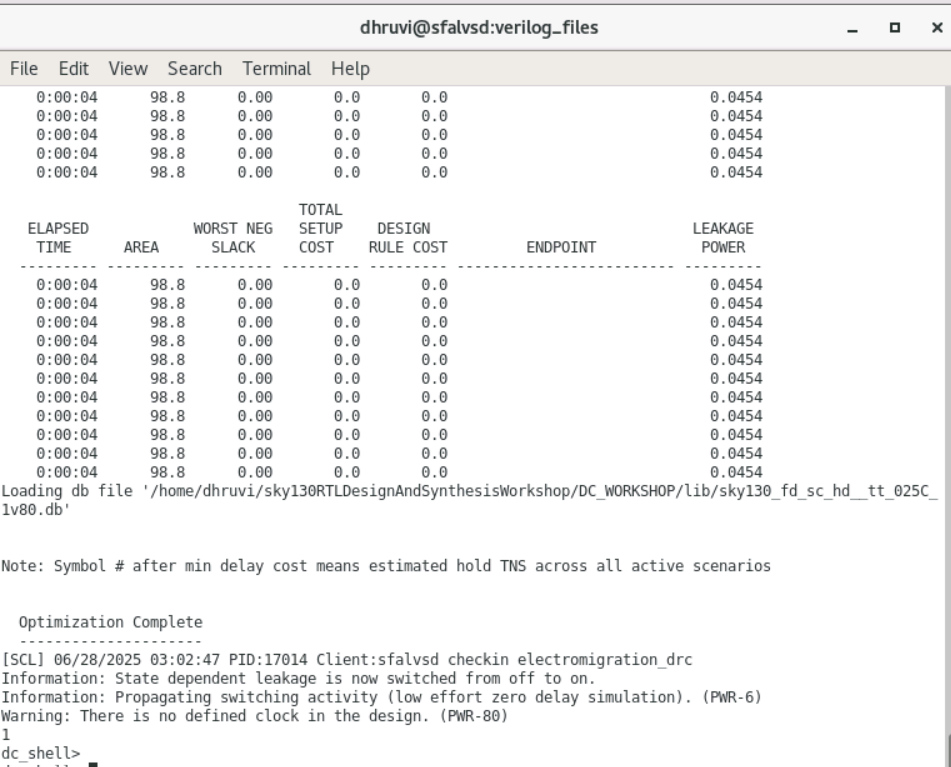 dhruvi@sfalvsd:verilog_files
File Edit View Search Terminal Help
0:00:04 98.8 0.00 0.0 0.0 0.0454
0:00:04 98.8 0.00 0.0 0.0 0.0454
0:00:04 98.8 0.00 0.0 0.0 0.0454
0:00:04 98.8 0.00 0.0 0.0 0.0454
0:00:04 98.8 0.00 0.0 0.0 0.0454
TOTAL
ELAPSED WORST NEG SETUP DESIGN LEAKAGE
TIME AREA SLACK COST RULE COST ENDPOINT POWER
--------- --------- --------- --------- --------- ------------------------- ---------
0:00:04 98.8 0.00 0.0 0.0 0.0454
0:00:04 98.8 0.00 0.0 0.0 0.0454
0:00:04 98.8 0.00 0.0 0.0 0.0454
0:00:04 98.8 0.00 0.0 0.0 0.0454
0:00:04 98.8 0.00 0.0 0.0 0.0454
0:00:04 98.8 0.00 0.0 0.0 0.0454
0:00:04 98.8 0.00 0.0 0.0 0.0454
0:00:04 98.8 0.00 0.0 0.0 0.0454
0:00:04 98.8 0.00 0.0 0.0 0.0454
0:00:04 98.8 0.00 0.0 0.0 0.0454
0:00:04 98.8 0.00 0.0 0.0 0.0454
Loading db file '/home/dhruvi/sky130RTLDesignAndSynthesisWorkshop/DC_WORKSHOP/lib/sky130_fd_sc_hd__tt_025C_
1v80.db'
Note: Symbol # after min delay cost means estimated hold TNS across all active scenarios
Optimization Complete
---------------------
[SCL] 06/28/2025 03:02:47 PID:17014 Client:sfalvsd checkin electromigration_drc
Information: State dependent leakage is now switched from off to on.
Information: Propagating switching activity (low effort zero delay simulation). (PWR-6)
Warning: There is no defined clock in the design. (PWR-80)
1
dc_shell>